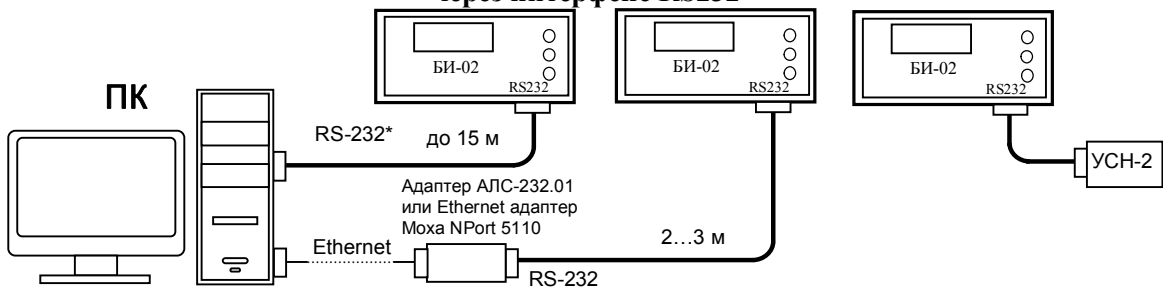 через интерфейс RS232
БИ-02
RS232
БИ-02
RS232
БИ-02
RS232
ПК
RS-232*
до 15 м
УСН-2
Адаптер АЛС-232.01
или Ethernet адаптер
Моха NPort 5110
Ethernet
2...3 м
RS-232